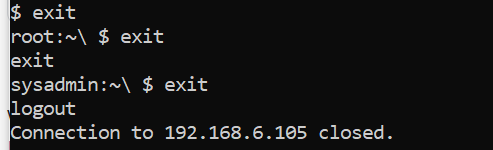 $ exit
root:~\ $ exit
exit
sysadmin:~\ $ exit
logout
Connection to 192.168.6.105 closed.